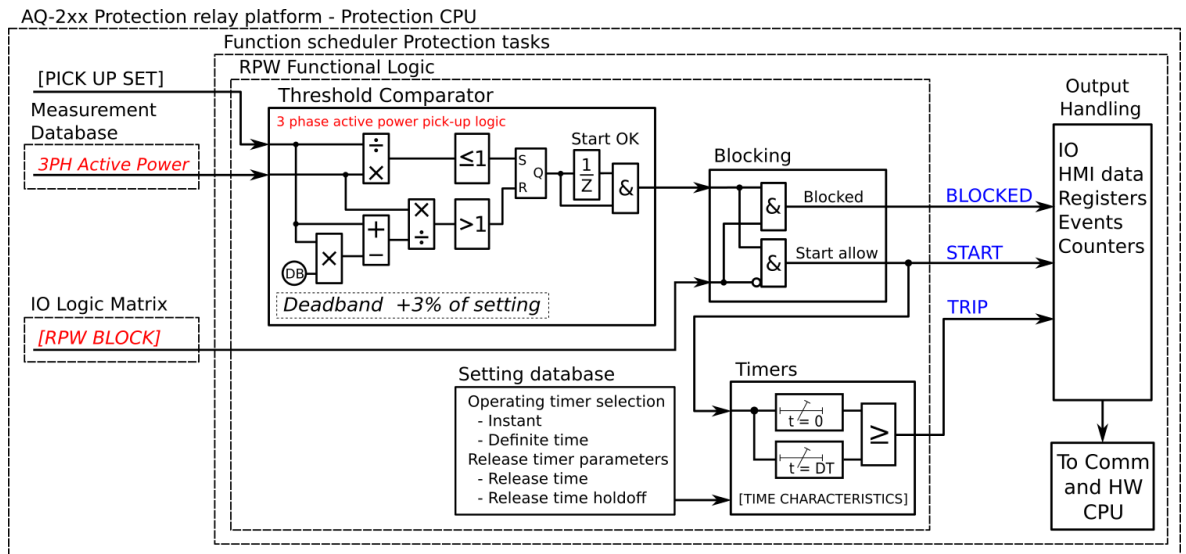 AQ-2xx Protection relay platform - Protection CPU
Function scheduler Protection tasks
RPW Functional Logic
[PICK UP SET]
Measurement
Database
3PH Active Power
Threshold Comparator
3 phase active power pick-up logic
÷
×
≤1
S
Q
R
Start OK
1
Z
&
×
÷
>1
+
−
×
DB
Deadband +3% of setting
Blocking
&
Blocked
&
Start allow
BLOCKED
START
TRIP
Output
Handling
IO
HMI data
Registers
Events
Counters
IO Logic Matrix
[RPW BLOCK]
Setting database
Operating timer selection
- Instant
- Definite time
Release timer parameters
- Release time
- Release time holdoff
Timers
t = 0
t = DT
≥
[TIME CHARACTERISTICS]
To Comm
and HW
CPU